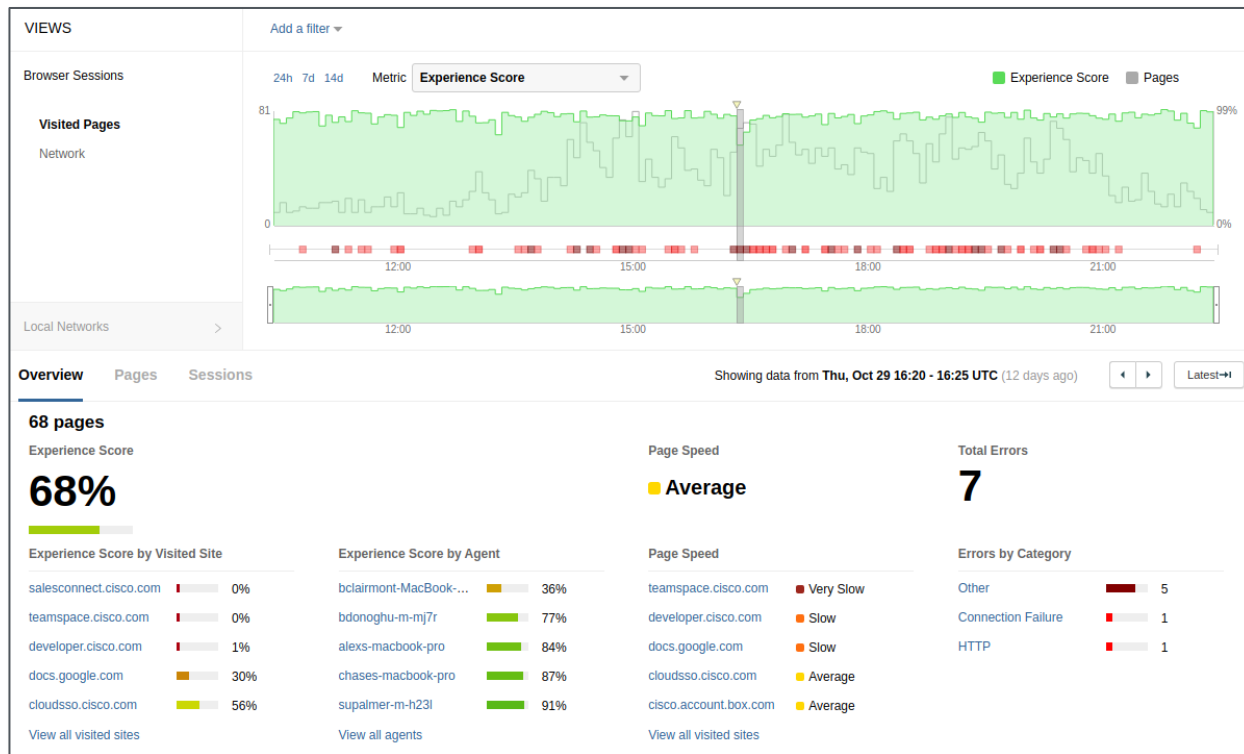 VIEWS
Add a filter
Browser Sessions
24h 7d 14d Metric Experience Score Experience Score Pages
81 99%
Visited Pages
Network
0 0%
12:00 15:00 18:00 21:00
Local Networks
12:00 15:00 18:00 21:00
Overview Pages Sessions Showing data from Thu, Oct 29 16:20 - 16:25 UTC (12 days ago) Latest
68 pages
Experience Score Page Speed Total Errors
68% Average 7
Experience Score by Visited Site Experience Score by Agent Page Speed Errors by Category
salesconnect.cisco.com 0% bclairmont-MacBook-... 36% teamspace.cisco.com Very Slow Other 5
teamspace.cisco.com 0% bdonoghu-m-mj7r 77% developer.cisco.com Slow Connection Failure 1
developer.cisco.com 1% alexs-macbook-pro 84% docs.google.com Slow HTTP 1
docs.google.com 30% chases-macbook-pro 87% cloudsso.cisco.com Average
cloudsso.cisco.com 56% supalmer-m-h23l 91% cisco.account.box.com Average
View all visited sites View all agents View all visited sites